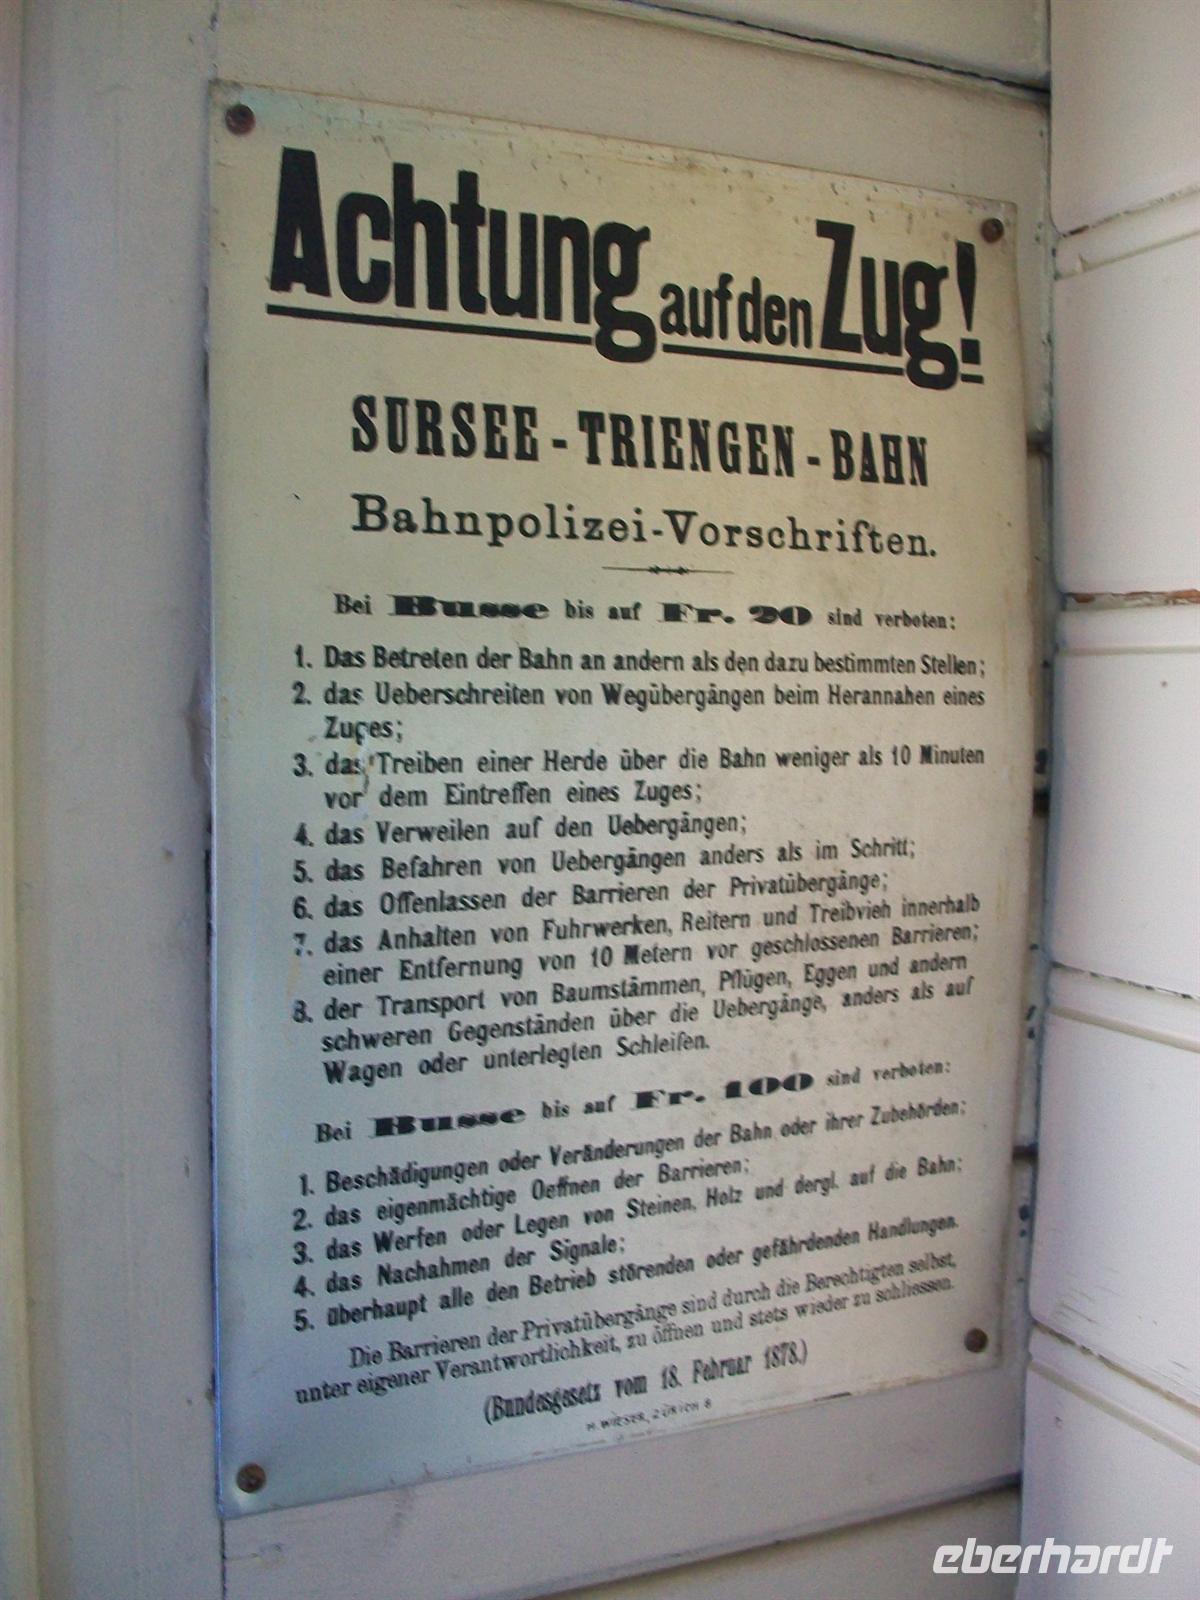 Achtung auf den Zug!
SURSEE - TRIENGEN - BAHN
Bahnpolizei-Vorschriften.
Bei Busse bis auf Fr. 20 sind verboten:
1. Das Betreten der Bahn an andern als den dazu bestimmten Stellen;
2. das Ueberschreiten von Wegübergängen beim Herannahen eines
Zuges;
3. das Treiben einer Herde über die Bahn weniger als 10 Minuten
vor dem Eintreffen eines Zuges;
4. das Verweilen auf den Uebergängen;
5. das Befahren von Uebergängen anders als im Schritt;
6. das Offenlassen der Barrieren der Privatübergänge;
7. das Anhalten von Fuhrwerken, Reitern und Treibvieh innerhalb
einer Entfernung von 10 Metern vor geschlossenen Barrieren;
8. der Transport von Baumstämmen, Pflügen, Eggen und andern
schweren Gegenständen über die Uebergänge, anders als auf
Wagen oder unterlegten Schleifen.
Bei Busse bis auf Fr. 100 sind verboten:
1. Beschädigungen oder Veränderungen der Bahn oder ihrer Zubehörden;
2. das eigenmächtige Oeffnen der Barrieren;
3. das Werfen oder Legen von Steinen, Holz und dergl. auf die Bahn;
4. das Nachahmen der Signale;
5. überhaupt alle den Betrieb störenden oder gefährdenden Handlungen.
Die Barrieren der Privatübergänge sind durch die Berechtigten selbst,
unter eigener Verantwortlichkeit, zu öffnen und stets wieder zu schliessen.
(Bundesgesetz vom 18. Februar 1878.)
H. WIESER, ZÜRICH 8
eberhardt